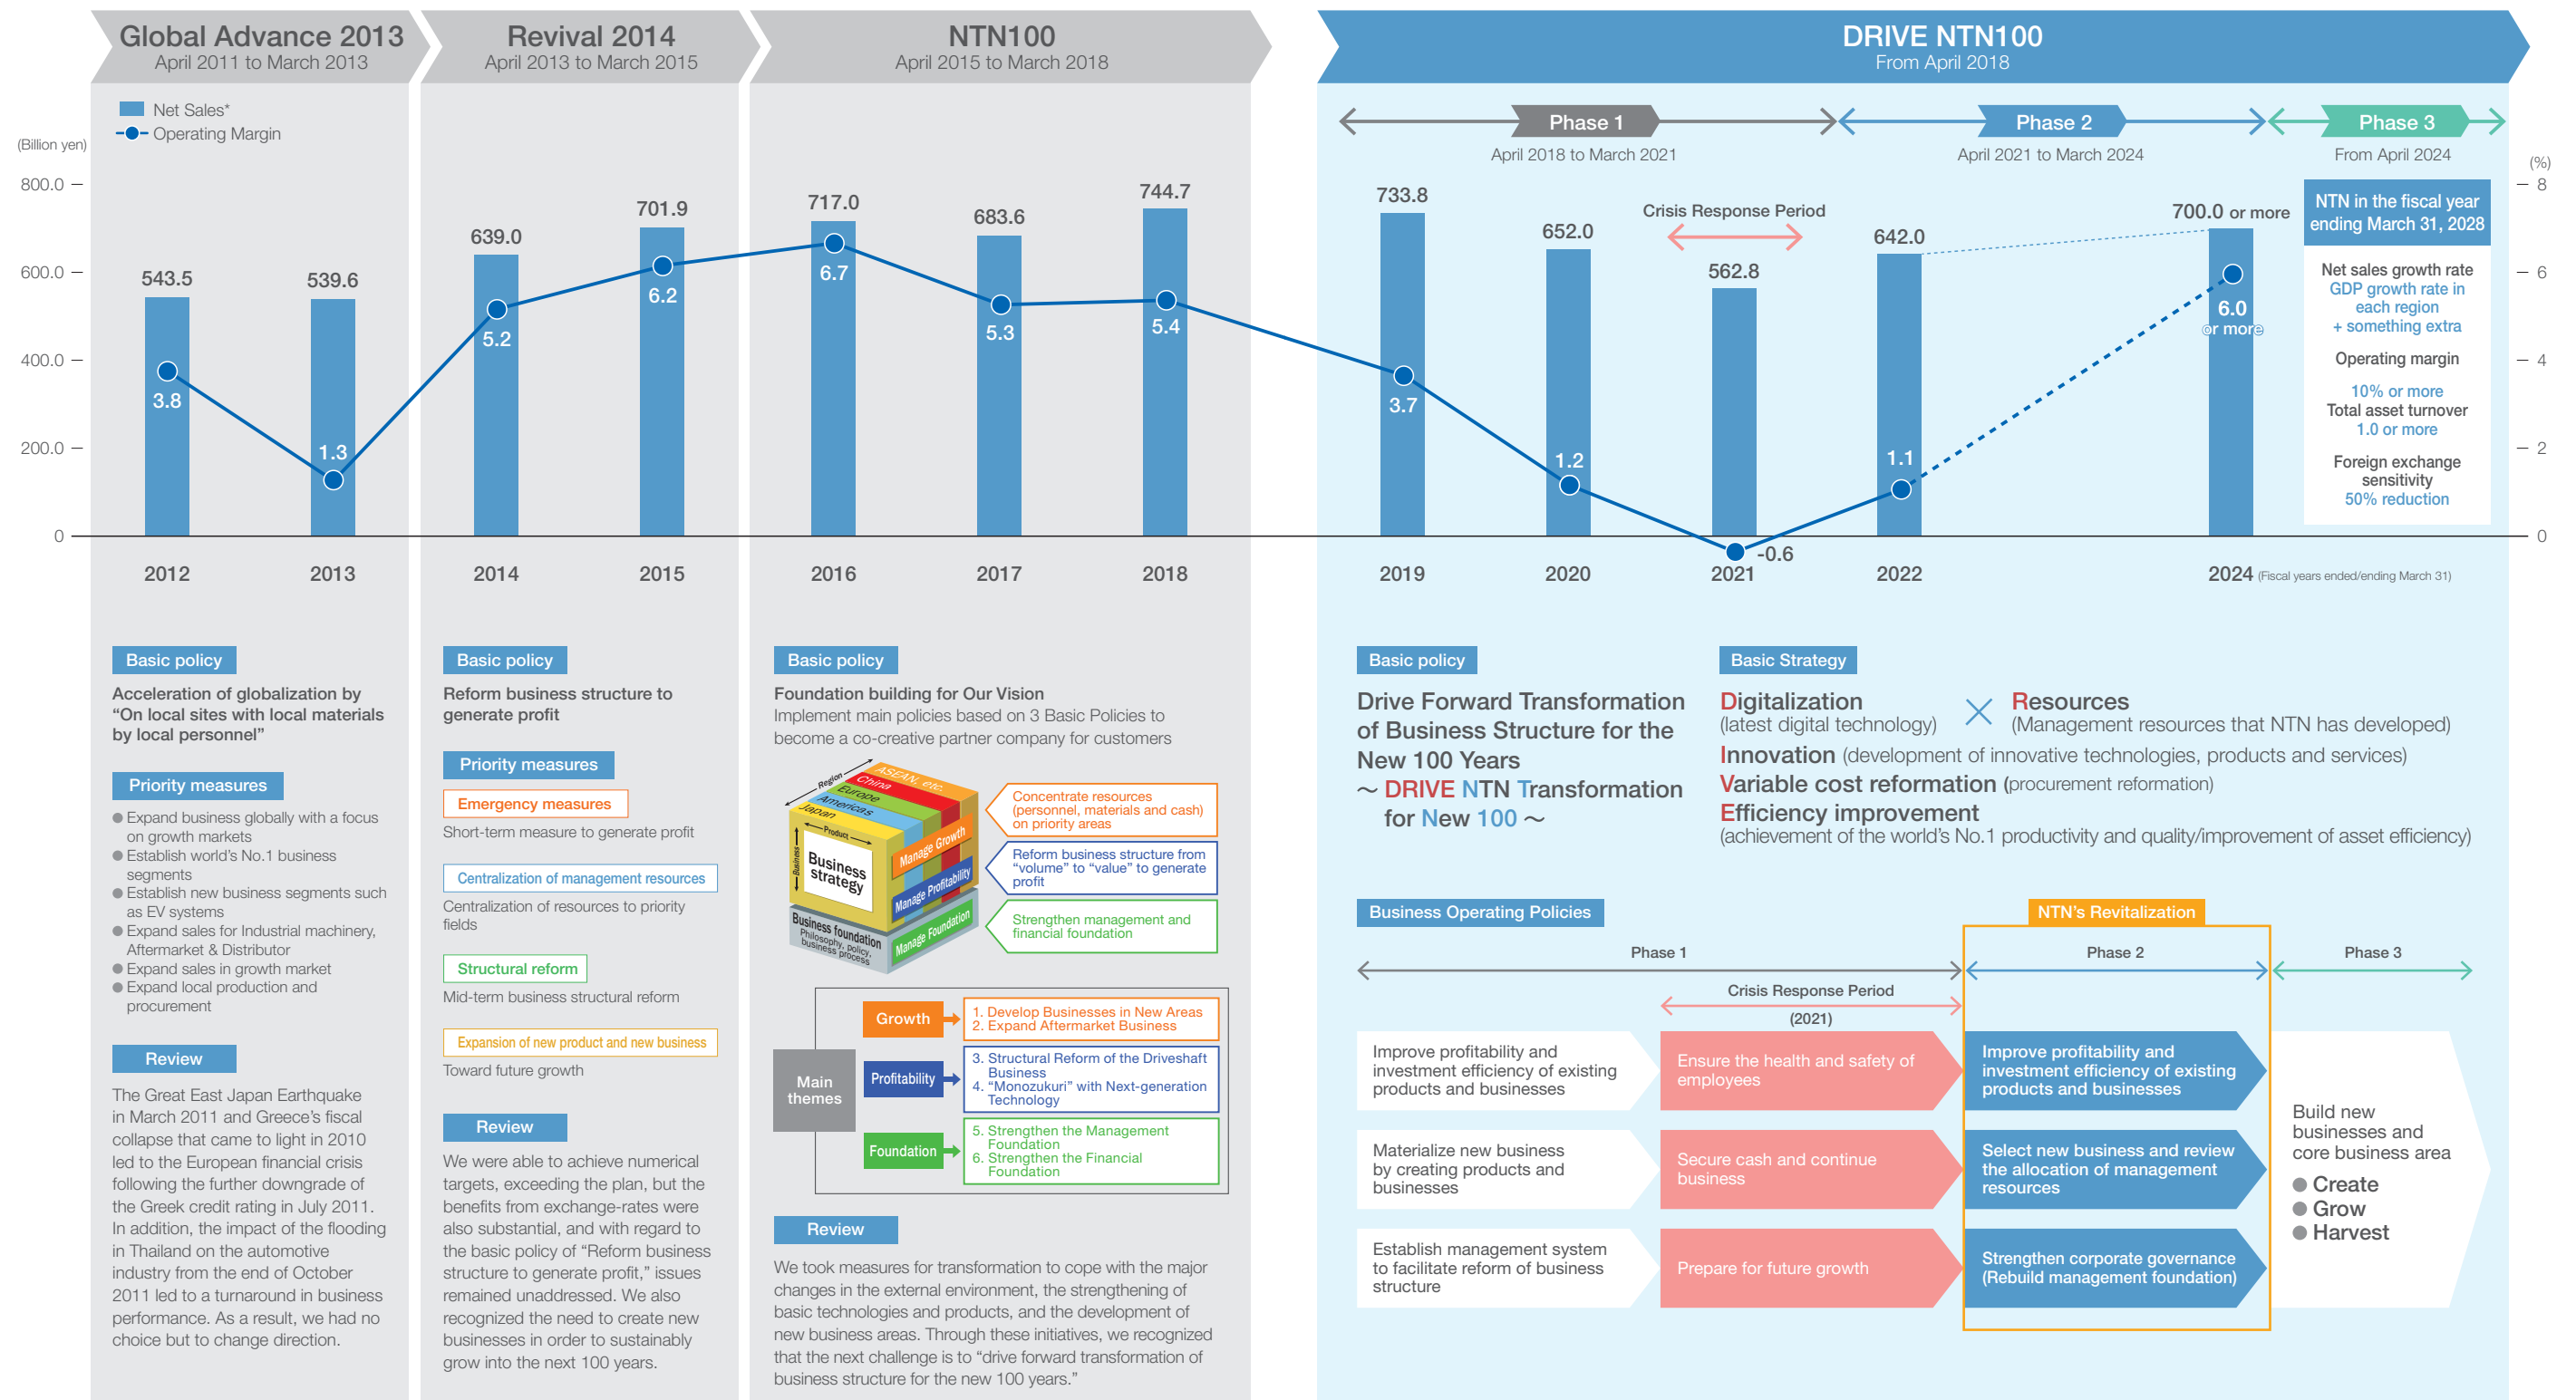 Global Advance 2013
April 2011 to March 2013
Revival 2014
April 2013 to March 2015
NTN100
April 2015 to March 2018
DRIVE NTN100
From April 2018
Net Sales*
Operating Margin
(Billion yen)
800.0
600.0
400.0
200.0
0
Phase 1
April 2018 to March 2021
Phase 2
April 2021 to March 2024
Phase 3
From April 2024
(%)
8
6
4
2
0
543.5
539.6
639.0
701.9
717.0
683.6
744.7
733.8
652.0
Crisis Response Period
562.8
642.0
700.0 or more
3.8
1.3
5.2
6.2
6.7
5.3
5.4
3.7
1.2
-0.6
1.1
6.0
or more
NTN in the fiscal year
ending March 31, 2028
Net sales growth rate
GDP growth rate in
each region
+ something extra
Operating margin
10% or more
Total asset turnover
1.0 or more
Foreign exchange
sensitivity
50% reduction
2012
2013
2014
2015
2016
2017
2018
2019
2020
2021
2022
2024 (Fiscal years ended/ending March 31)
Basic policy
Acceleration of globalization by
“On local sites with local materials
by local personnel”
Priority measures
● Expand business globally with a focus
on growth markets
● Establish world’s No.1 business
segments
● Establish new business segments such
as EV systems
● Expand sales for Industrial machinery,
Aftermarket & Distributor
● Expand sales in growth market
● Expand local production and
procurement
Review
The Great East Japan Earthquake
in March 2011 and Greece’s fiscal
collapse that came to light in 2010
led to the European financial crisis
following the further downgrade of
the Greek credit rating in July 2011.
In addition, the impact of the flooding
in Thailand on the automotive
industry from the end of October
2011 led to a turnaround in business
performance. As a result, we had no
choice but to change direction.
Basic policy
Reform business structure to
generate profit
Priority measures
Emergency measures
Short-term measure to generate profit
Centralization of management resources
Centralization of resources to priority
fields
Structural reform
Mid-term business structural reform
Expansion of new product and new business
Toward future growth
Review
We were able to achieve numerical
targets, exceeding the plan, but the
benefits from exchange-rates were
also substantial, and with regard to
the basic policy of “Reform business
structure to generate profit,” issues
remained unaddressed. We also
recognized the need to create new
businesses in order to sustainably
grow into the next 100 years.
Basic policy
Foundation building for Our Vision
Implement main policies based on 3 Basic Policies to
become a co-creative partner company for customers
Region
ASEAN, etc.
China
Europe
Americas
Japan
Product
Business
Business
strategy
Manage Growth
Manage Profitability
Manage Foundation
Business foundation
Philosophy, policy,
business process
Concentrate resources
(personnel, materials and cash)
on priority areas
Reform business structure from
“volume” to “value” to generate
profit
Strengthen management and
financial foundation
Main
themes
Growth
1. Develop Businesses in New Areas
2. Expand Aftermarket Business
Profitability
3. Structural Reform of the Driveshaft
Business
4. “Monozukuri” with Next-generation
Technology
Foundation
5. Strengthen the Management
Foundation
6. Strengthen the Financial
Foundation
Review
We took measures for transformation to cope with the major
changes in the external environment, the strengthening of
basic technologies and products, and the development of
new business areas. Through these initiatives, we recognized
that the next challenge is to “drive forward transformation of
business structure for the new 100 years.”
Basic policy
Drive Forward Transformation
of Business Structure for the
New 100 Years
～ DRIVE NTN Transformation
for New 100 ～
Basic Strategy
Digitalization
(latest digital technology)
×
Resources
(Management resources that NTN has developed)
Innovation (development of innovative technologies, products and services)
Variable cost reformation (procurement reformation)
Efficiency improvement
(achievement of the world’s No.1 productivity and quality/improvement of asset efficiency)
Business Operating Policies
NTN’s Revitalization
Phase 1
Phase 2
Phase 3
Crisis Response Period
(2021)
Improve profitability and
investment efficiency of existing
products and businesses
Ensure the health and safety of
employees
Improve profitability and
investment efficiency of existing
products and businesses
Materialize new business
by creating products and
businesses
Secure cash and continue
business
Select new business and review
the allocation of management
resources
Establish management system
to facilitate reform of business
structure
Prepare for future growth
Strengthen corporate governance
(Rebuild management foundation)
Build new
businesses and
core business area
● Create
● Grow
● Harvest